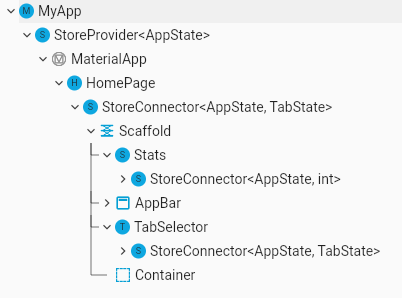 M MyApp
S StoreProvider<AppState>
M MaterialApp
H HomePage
S StoreConnector<AppState, TabState>
Scaffold
S Stats
S StoreConnector<AppState, int>
AppBar
T TabSelector
S StoreConnector<AppState, TabState>
Container